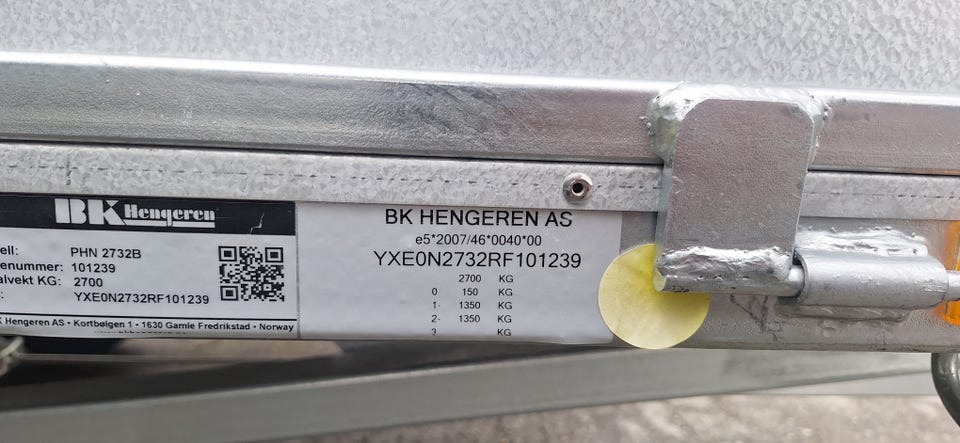 BK Hengeren
ell: PHN 2732B
enummer: 101239
alvekt KG: 2700
: YXE0N2732RF101239
K Hengeren AS • Kortbølgen 1 • 1630 Gamle Fredrikstad • Norway
BK HENGEREN AS
e5*2007/46*0040*00
YXE0N2732RF101239
2700 KG
0 150 KG
1- 1350 KG
2- 1350 KG
3 KG